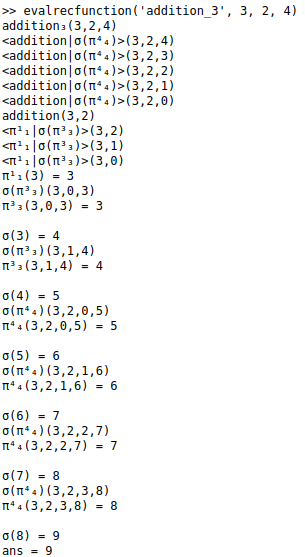 >> evalrecfunction('addition_3', 3, 2, 4)
addition₃(3,2,4)
<addition|σ(π⁴₄)>(3,2,4)
<addition|σ(π⁴₄)>(3,2,3)
<addition|σ(π⁴₄)>(3,2,2)
<addition|σ(π⁴₄)>(3,2,1)
<addition|σ(π⁴₄)>(3,2,0)
addition(3,2)
<π¹₁|σ(π³₃)>(3,2)
<π¹₁|σ(π³₃)>(3,1)
<π¹₁|σ(π³₃)>(3,0)
π¹₁(3) = 3
σ(π³₃)(3,0,3)
π³₃(3,0,3) = 3

σ(3) = 4
σ(π³₃)(3,1,4)
π³₃(3,1,4) = 4

σ(4) = 5
σ(π⁴₄)(3,2,0,5)
π⁴₄(3,2,0,5) = 5

σ(5) = 6
σ(π⁴₄)(3,2,1,6)
π⁴₄(3,2,1,6) = 6

σ(6) = 7
σ(π⁴₄)(3,2,2,7)
π⁴₄(3,2,2,7) = 7

σ(7) = 8
σ(π⁴₄)(3,2,3,8)
π⁴₄(3,2,3,8) = 8

σ(8) = 9
ans = 9